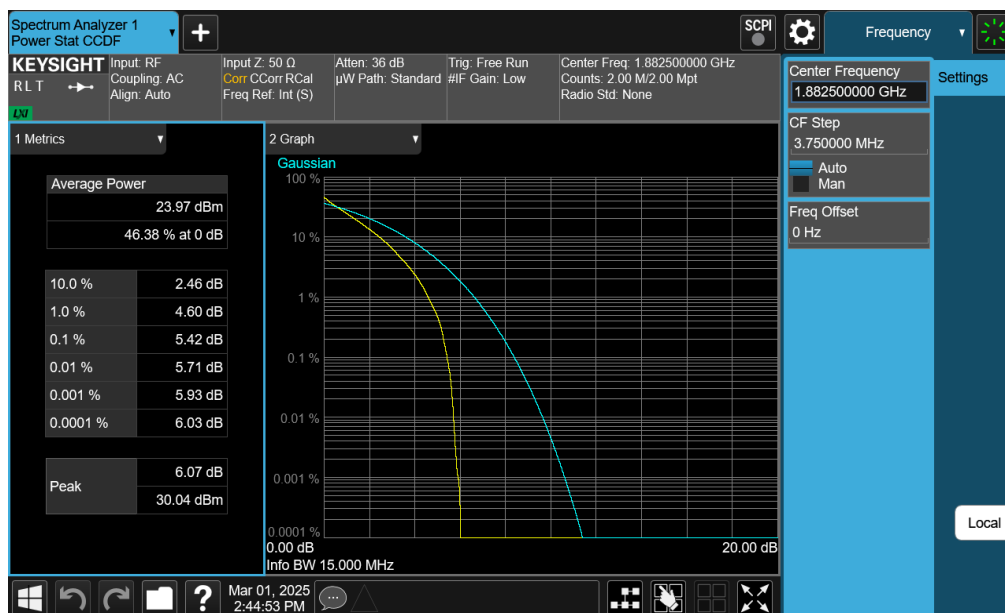 Spectrum Analyzer 1
Power Stat CCDF
+
SCPI
Frequency
KEYSIGHT
R L T
LXI
Input: RF
Coupling: AC
Align: Auto
Input Z: 50 Ω
Corr CCorr RCal
Freq Ref: Int (S)
Atten: 36 dB
µW Path: Standard
Trig: Free Run
#IF Gain: Low
Center Freq: 1.882500000 GHz
Counts: 2.00 M/2.00 Mpt
Radio Std: None
Center Frequency
1.882500000 GHz
Settings
CF Step
3.750000 MHz
Auto
Man
Freq Offset
0 Hz
Local
1 Metrics
Average Power
23.97 dBm
46.38 % at 0 dB
10.0 % 2.46 dB
1.0 % 4.60 dB
0.1 % 5.42 dB
0.01 % 5.71 dB
0.001 % 5.93 dB
0.0001 % 6.03 dB
Peak
6.07 dB
30.04 dBm
2 Graph
Gaussian
100 %
10 %
1 %
0.1 %
0.01 %
0.001 %
0.0001 %
0.00 dB 20.00 dB
Info BW 15.000 MHz
?
Mar 01, 2025
2:44:53 PM